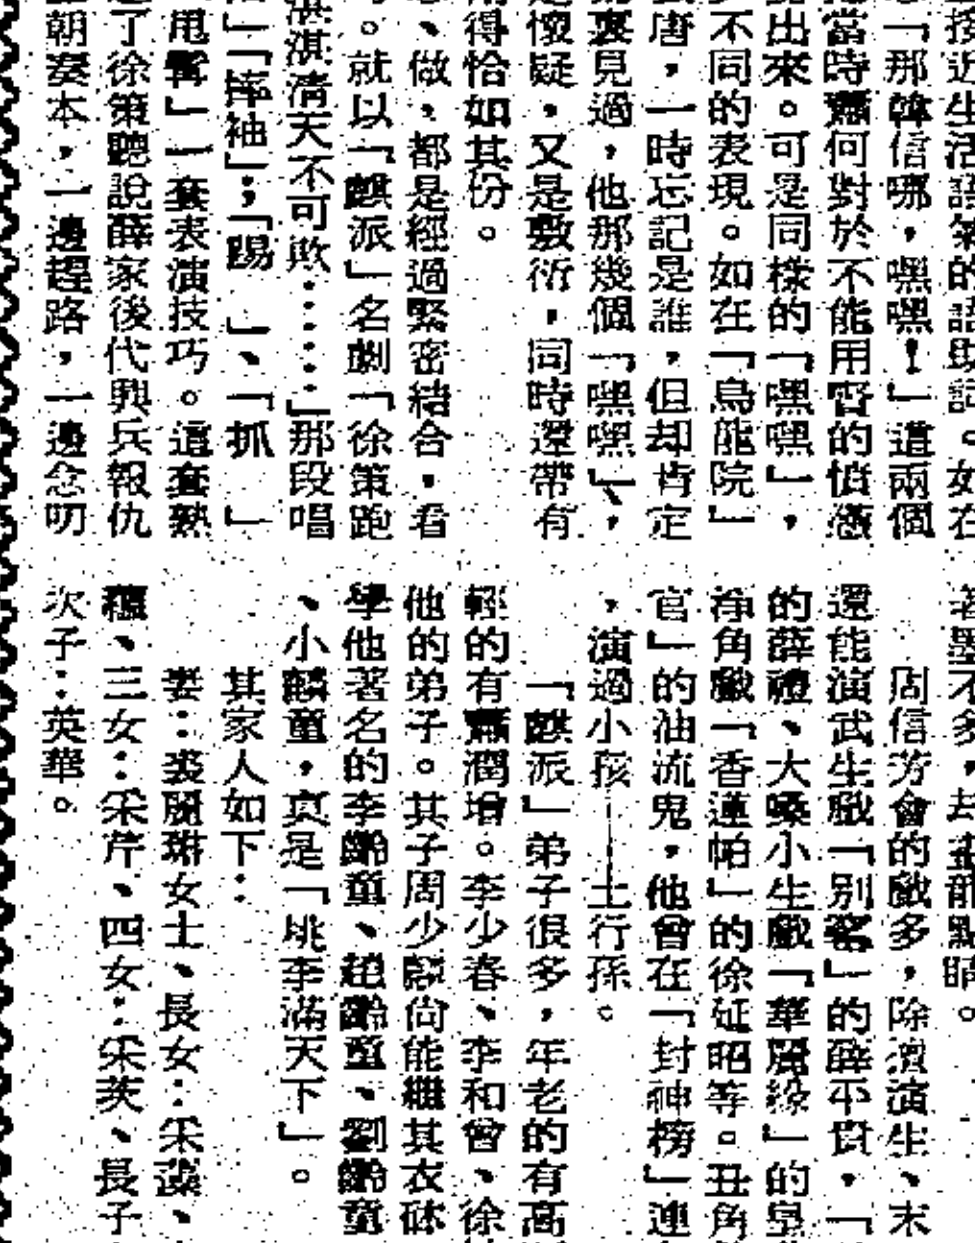 按近生活語氣的語助詞。如在
「那韓信哪，嘿嘿！」這兩個
當時蕭何對於不能用韓的憤懣
出來。可是同樣的「嘿嘿」，
不同的表現。如在「烏龍院」
唐，一時忘記是誰，但却肯定
裏見過，他那幾個「嘿嘿」，
懷疑，又是敷衍，同時還帶有
得恰如其份。
、做，都是經過緊密結合，看
。就以「麒派」名劇「徐策跑
湛湛青天不可欺……」那段唱
」「摔袖」；「踢　」、「抓　」
甩髯」一套表演技巧。這套熟
了徐策聽說薛家後代興兵報仇
朝奏本，一邊趕路，一邊念叨
著墨不多，却畫龍點睛。
周信芳會的戲多，除演生、末
還能演武生戲「別窰」的薛平貴，「
的薛禮、大嗓小生戲「華麗緣」的皇
淨角戲「香蓮帕」的徐延昭等。丑角
官」的油流鬼，他曾在「封神榜」連
，演過小孩——土行孫。
「麒派」弟子很多，年老的有高
輕的有蕭潤增。李少春、李和曾、徐
他的弟子。其子周少麟尚能繼其衣砵
學他著名的李麟童、趙麟童、劉麟童
、小麟童，真是「桃李滿天下」。
其家人如下：
妻：裘麗琳女士、長女：采藻、
蘊、三女：采芹、四女：采茨、長子
次子：英華。